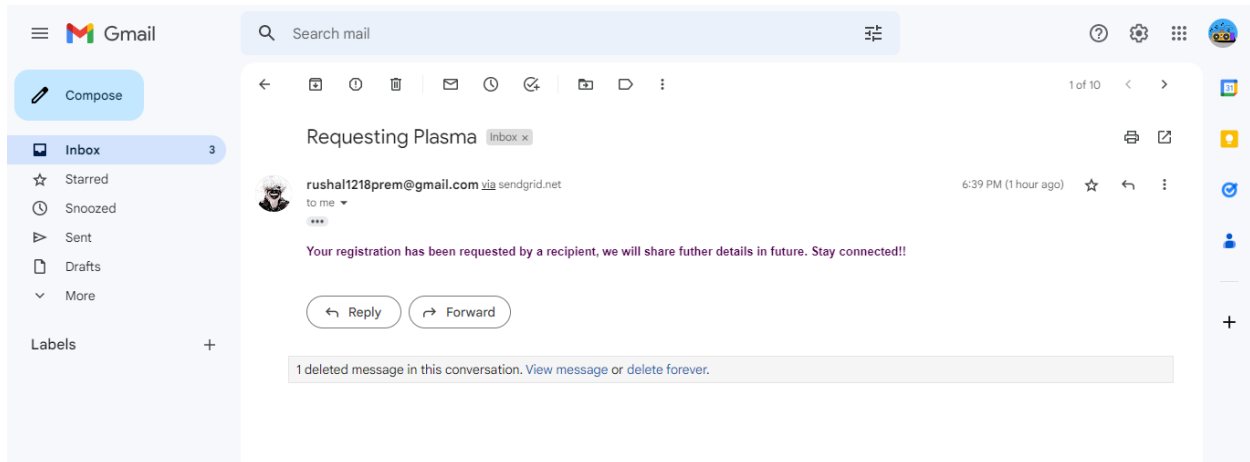 Gmail
Search mail
Compose
1 of 10
31
Requesting Plasma Inbox ×
Inbox 3
Starred
rushal1218prem@gmail.com via sendgrid.net 6:39 PM (1 hour ago)
to me
Snoozed
Sent
Your registration has been requested by a recipient, we will share futher details in future. Stay connected!!
Drafts
More
Reply Forward
Labels +
1 deleted message in this conversation. View message or delete forever.